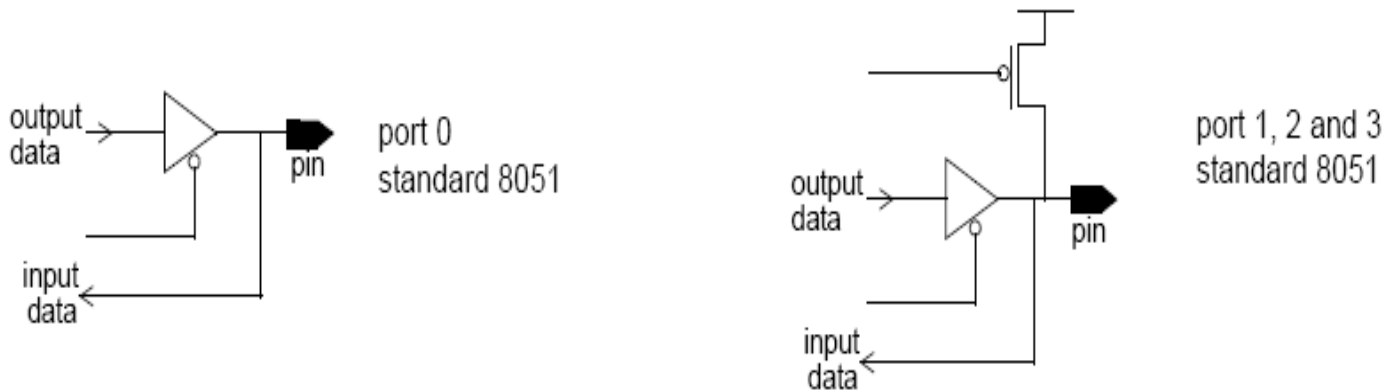 output
data
pin
port 0
standard 8051
input
data
output
data
pin
port 1, 2 and 3
standard 8051
input
data